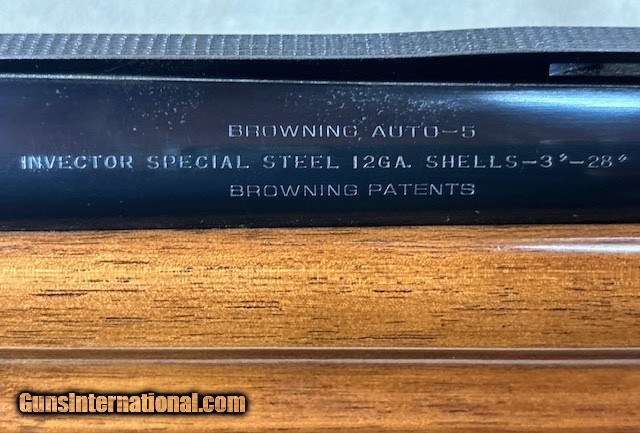 BROWNING AUTO-5
INVECTOR SPECIAL STEEL 12GA. SHELLS-3"-28"
BROWNING PATENTS
GunsInternational.com